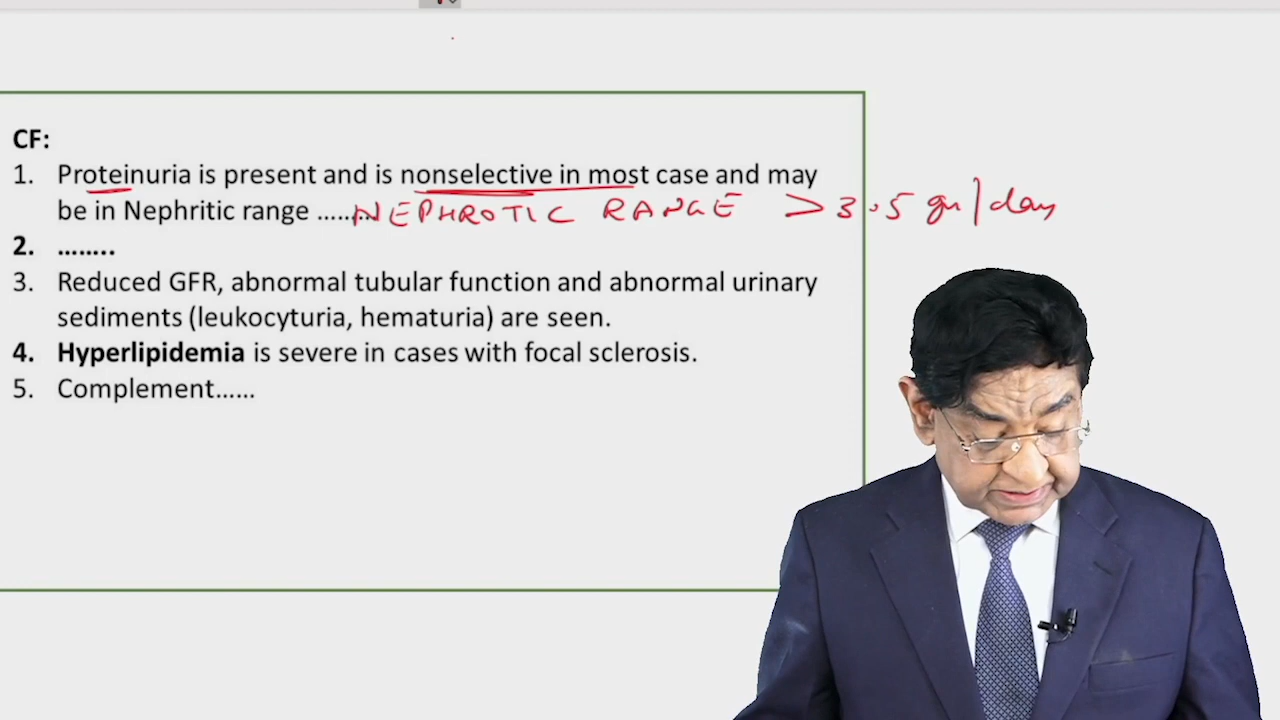 CF:
1. Proteinuria is present and is nonselective in most case and may
be in Nephritic range ........ NEPHROTIC RANGE > 3.5 gm/day
2. ........
3. Reduced GFR, abnormal tubular function and abnormal urinary
sediments (leukocyturia, hematuria) are seen.
4. Hyperlipidemia is severe in cases with focal sclerosis.
5. Complement......